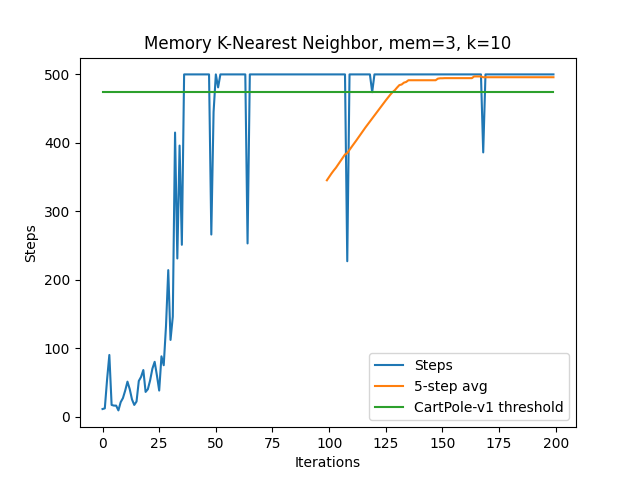 Memory K-Nearest Neighbor, mem=3, k=10
Steps
500
400
300
200
100
0
0 25 50 75 100 125 150 175 200
Iterations
Steps
5-step avg
CartPole-v1 threshold